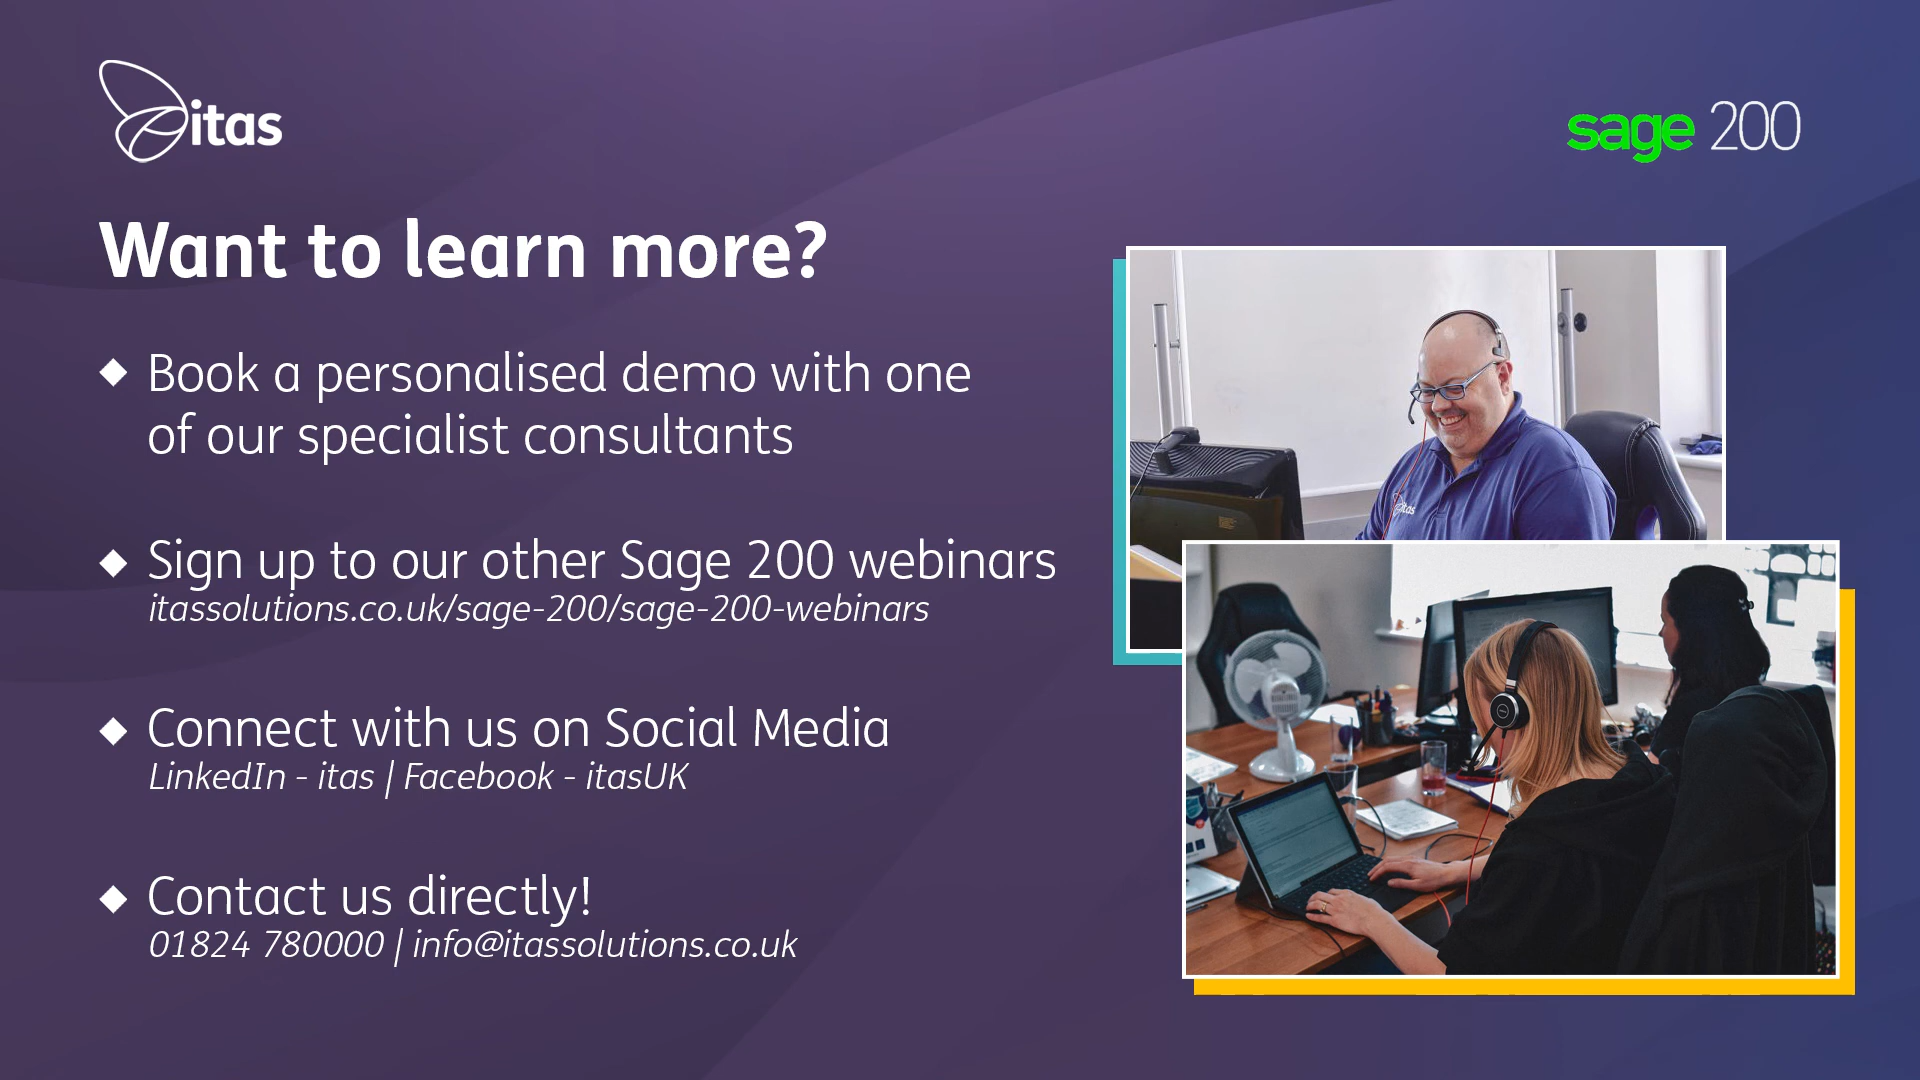 itas
sage 200
Want to learn more?
Book a personalised demo with one
of our specialist consultants
Sign up to our other Sage 200 webinars
itassolutions.co.uk/sage-200/sage-200-webinars
Connect with us on Social Media
LinkedIn - itas | Facebook - itasUK
Contact us directly!
01824 780000 | info@itassolutions.co.uk
itas